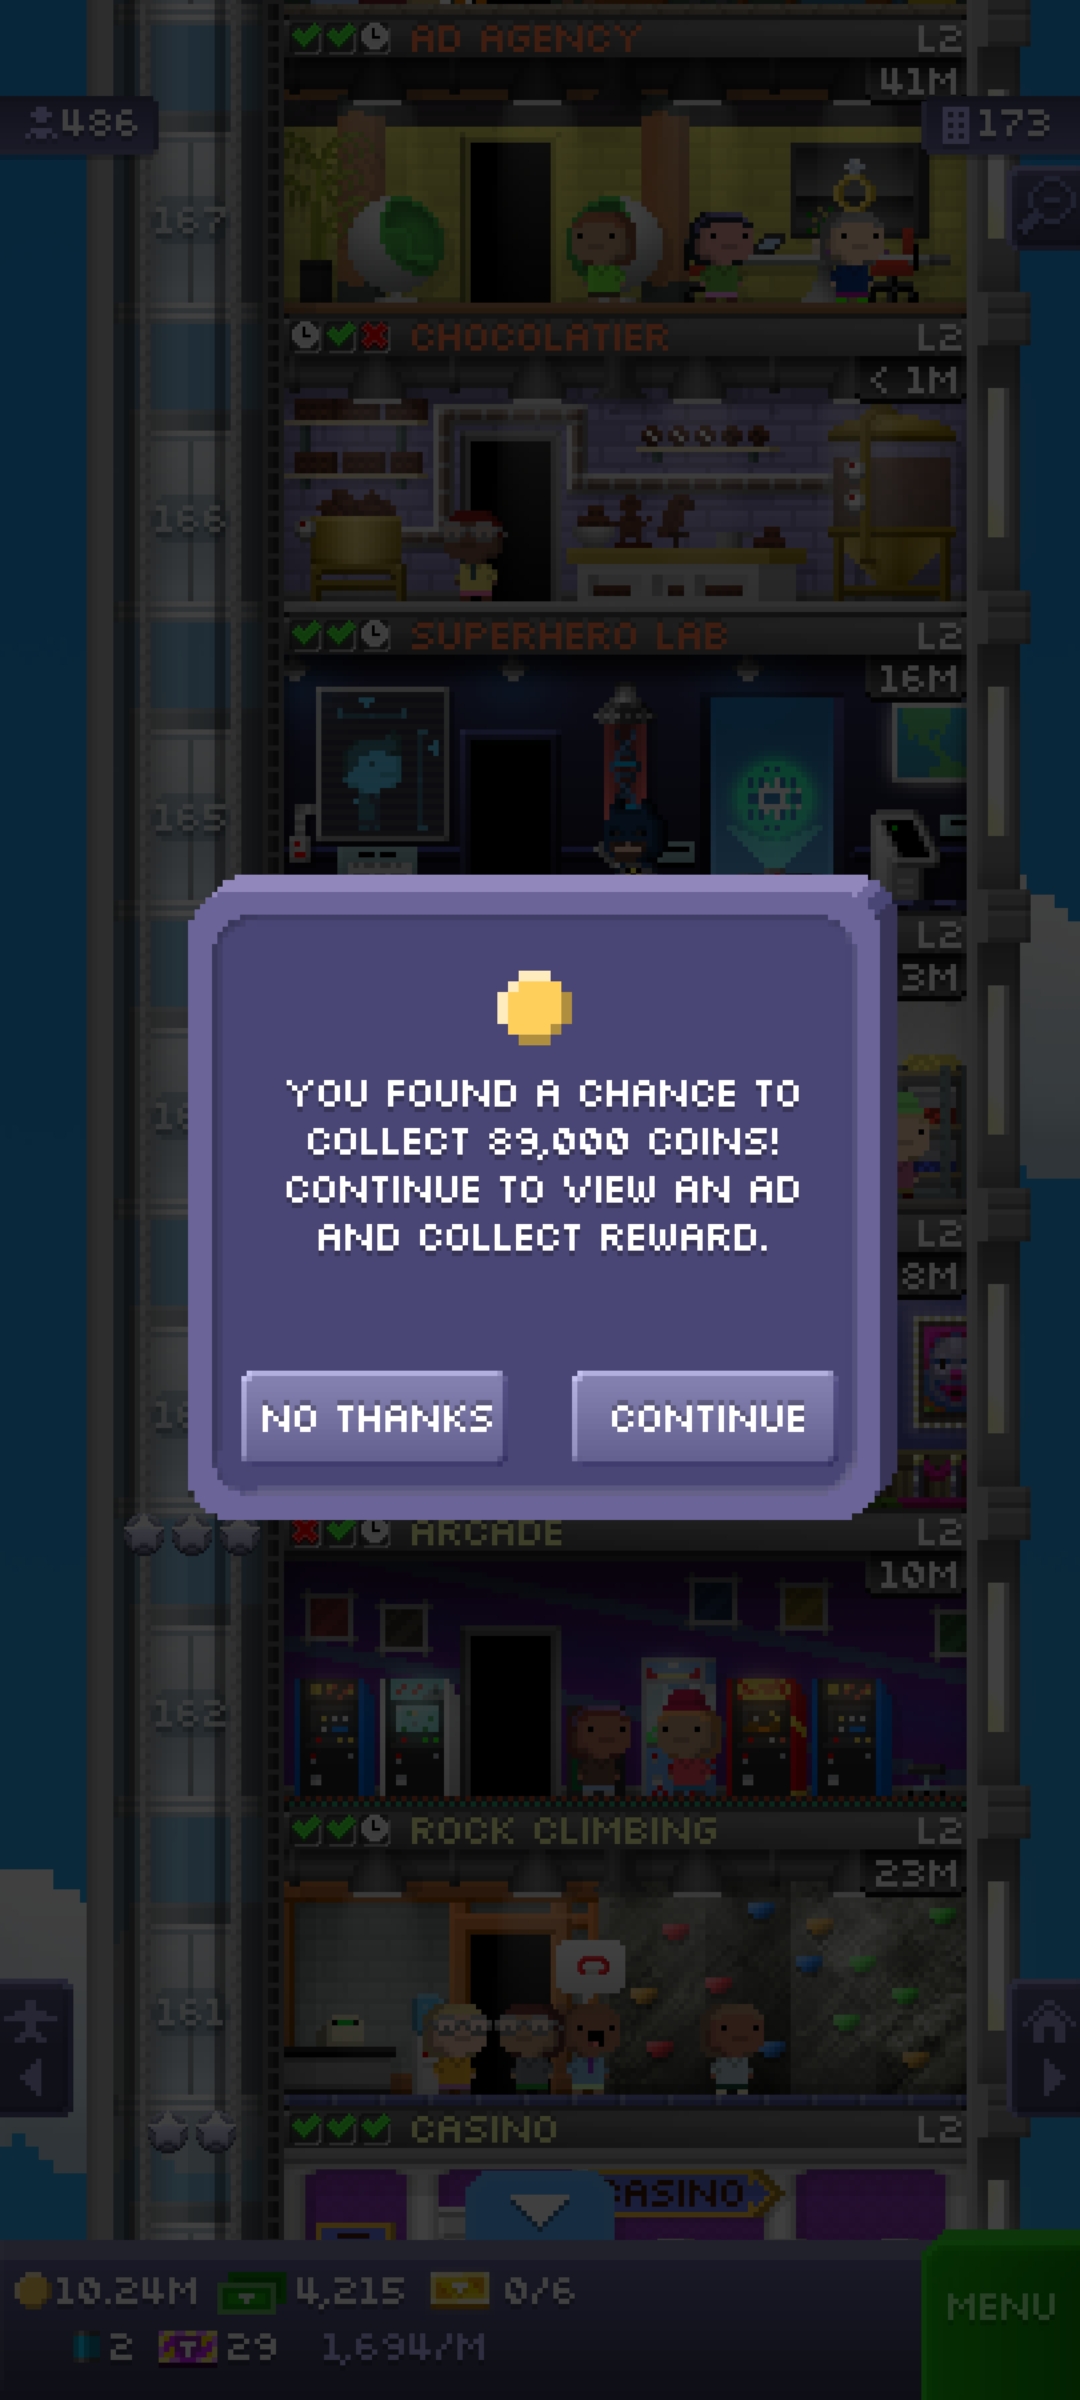 AD AGENCY L2
41M
486
173
167
CHOCOLATIER L2
< 1M
166
SUPERHERO LAB L2
16M
165
L2
3M
YOU FOUND A CHANCE TO
COLLECT 89,000 COINS!
CONTINUE TO VIEW AN AD
AND COLLECT REWARD.
L2
8M
NO THANKS CONTINUE
ARCADE L2
10M
162
ROCK CLIMBING L2
23M
161
CASINO L2
CASINO
10.24M 4,215 0/6
MENU
2 29 1,694/M